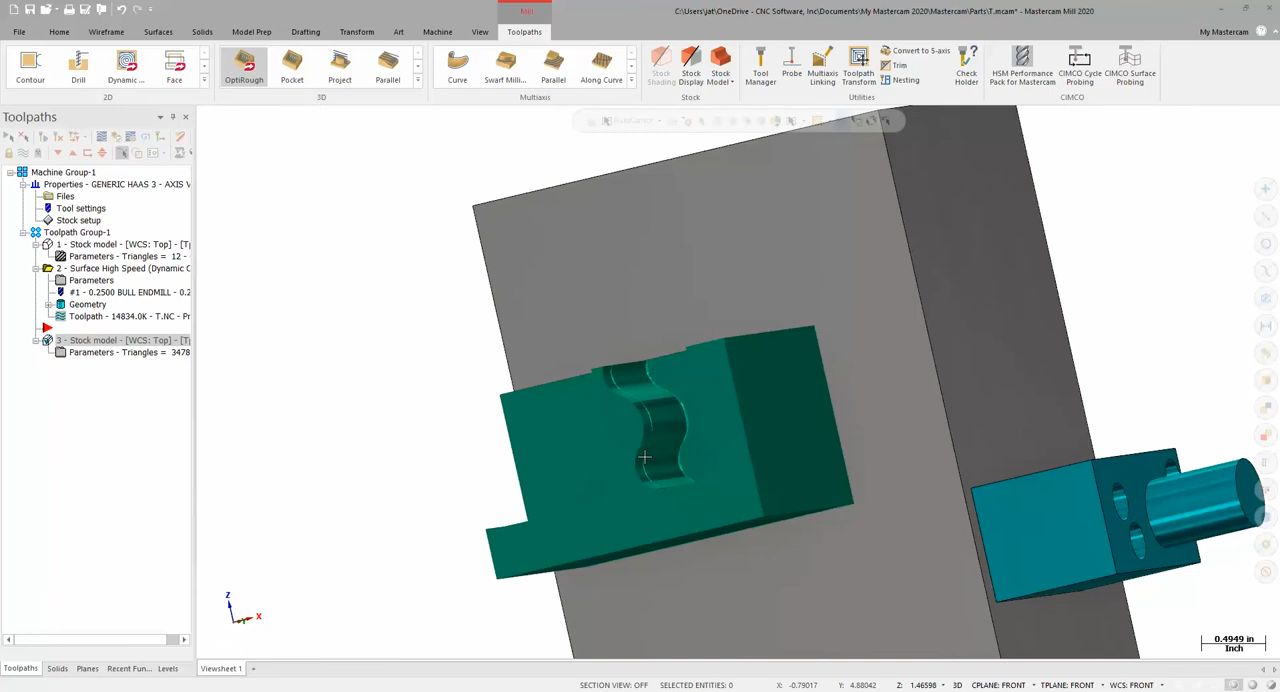 Mill
C:\Users\jat\OneDrive - CNC Software, Inc\Documents\My Mastercam 2020\Mastercam\Parts\T.mcam* - Mastercam Mill 2020
File Home Wireframe Surfaces Solids Model Prep Drafting Transform Art Machine View Toolpaths My Mastercam
Contour Drill Dynamic ... Face OptiRough Pocket Project Parallel Curve Swarf Milli... Parallel Along Curve Stock Shading Stock Display Stock Model Tool Manager Probe Multiaxis Linking Toolpath Transform Convert to 5-axis Trim Nesting Check Holder HSM Performance Pack for Mastercam CIMCO Cycle Probing CIMCO Surface Probing
2D 3D Multiaxis Stock Utilities CIMCO
Toolpaths
AutoCursor
G1
Machine Group-1
Properties - GENERIC HAAS 3 - AXIS V
Files
Tool settings
Stock setup
Toolpath Group-1
1 - Stock model - [WCS: Top] - [T
Parameters - Triangles = 12 -
2 - Surface High Speed (Dynamic C
Parameters
#1 - 0.2500 BULL ENDMILL - 0.2
Geometry
Toolpath - 14834.0K - T.NC - Pr
3 - Stock model - [WCS: Top] - [T
Parameters - Triangles = 3478
Z
X
0.4949 in
Inch
Toolpaths Solids Planes Recent Fun... Levels Viewsheet 1 +
SECTION VIEW: OFF SELECTED ENTITIES: 0 X: -0.79017 Y: 4.88042 Z: 1.46598 3D CPLANE: FRONT TPLANE: FRONT WCS: FRONT